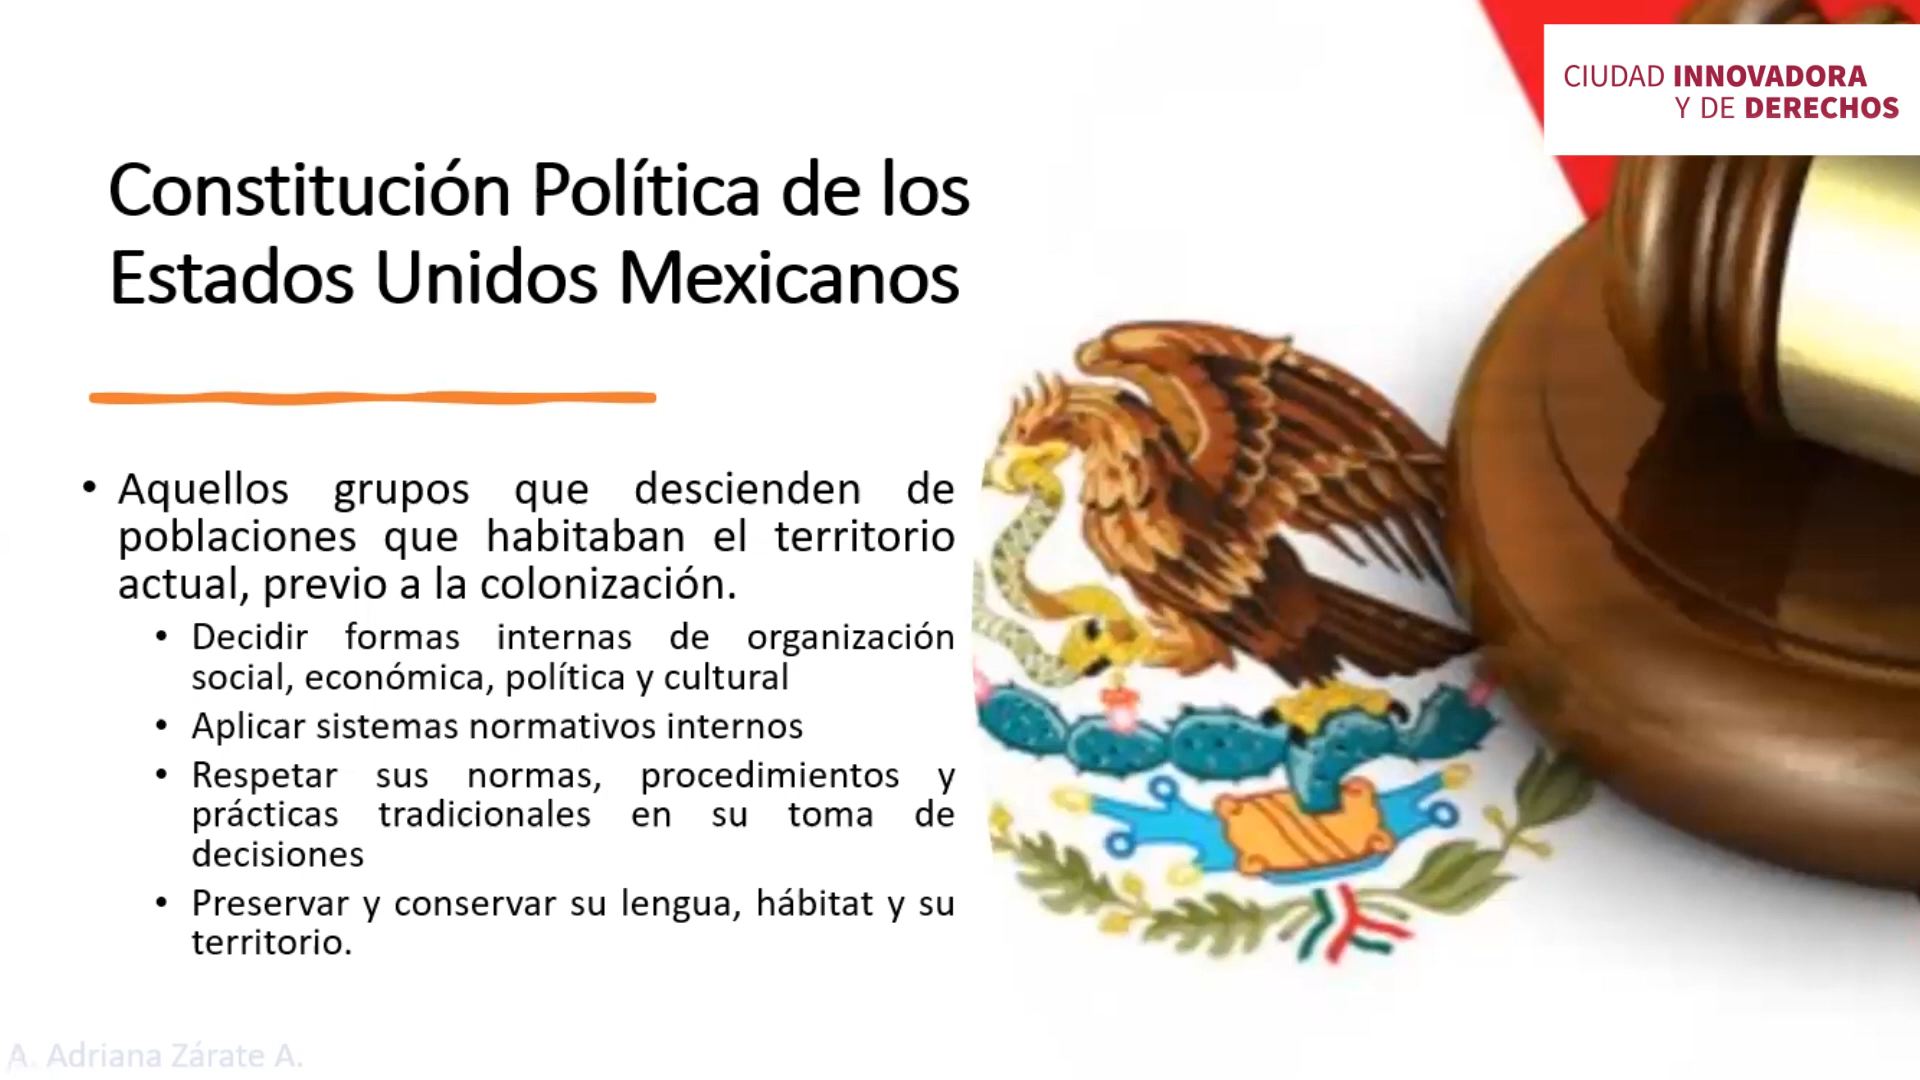 CIUDAD INNOVADORA
Y DE DERECHOS
Constitución Política de los
Estados Unidos Mexicanos
• Aquellos grupos que descienden de
poblaciones que habitaban el territorio
actual, previo a la colonización.
• Decidir formas internas de organización
social, económica, política y cultural
• Aplicar sistemas normativos internos
• Respetar sus normas, procedimientos y
prácticas tradicionales en su toma de
decisiones
• Preservar y conservar su lengua, hábitat y su
territorio.
A. Adriana Zárate A.